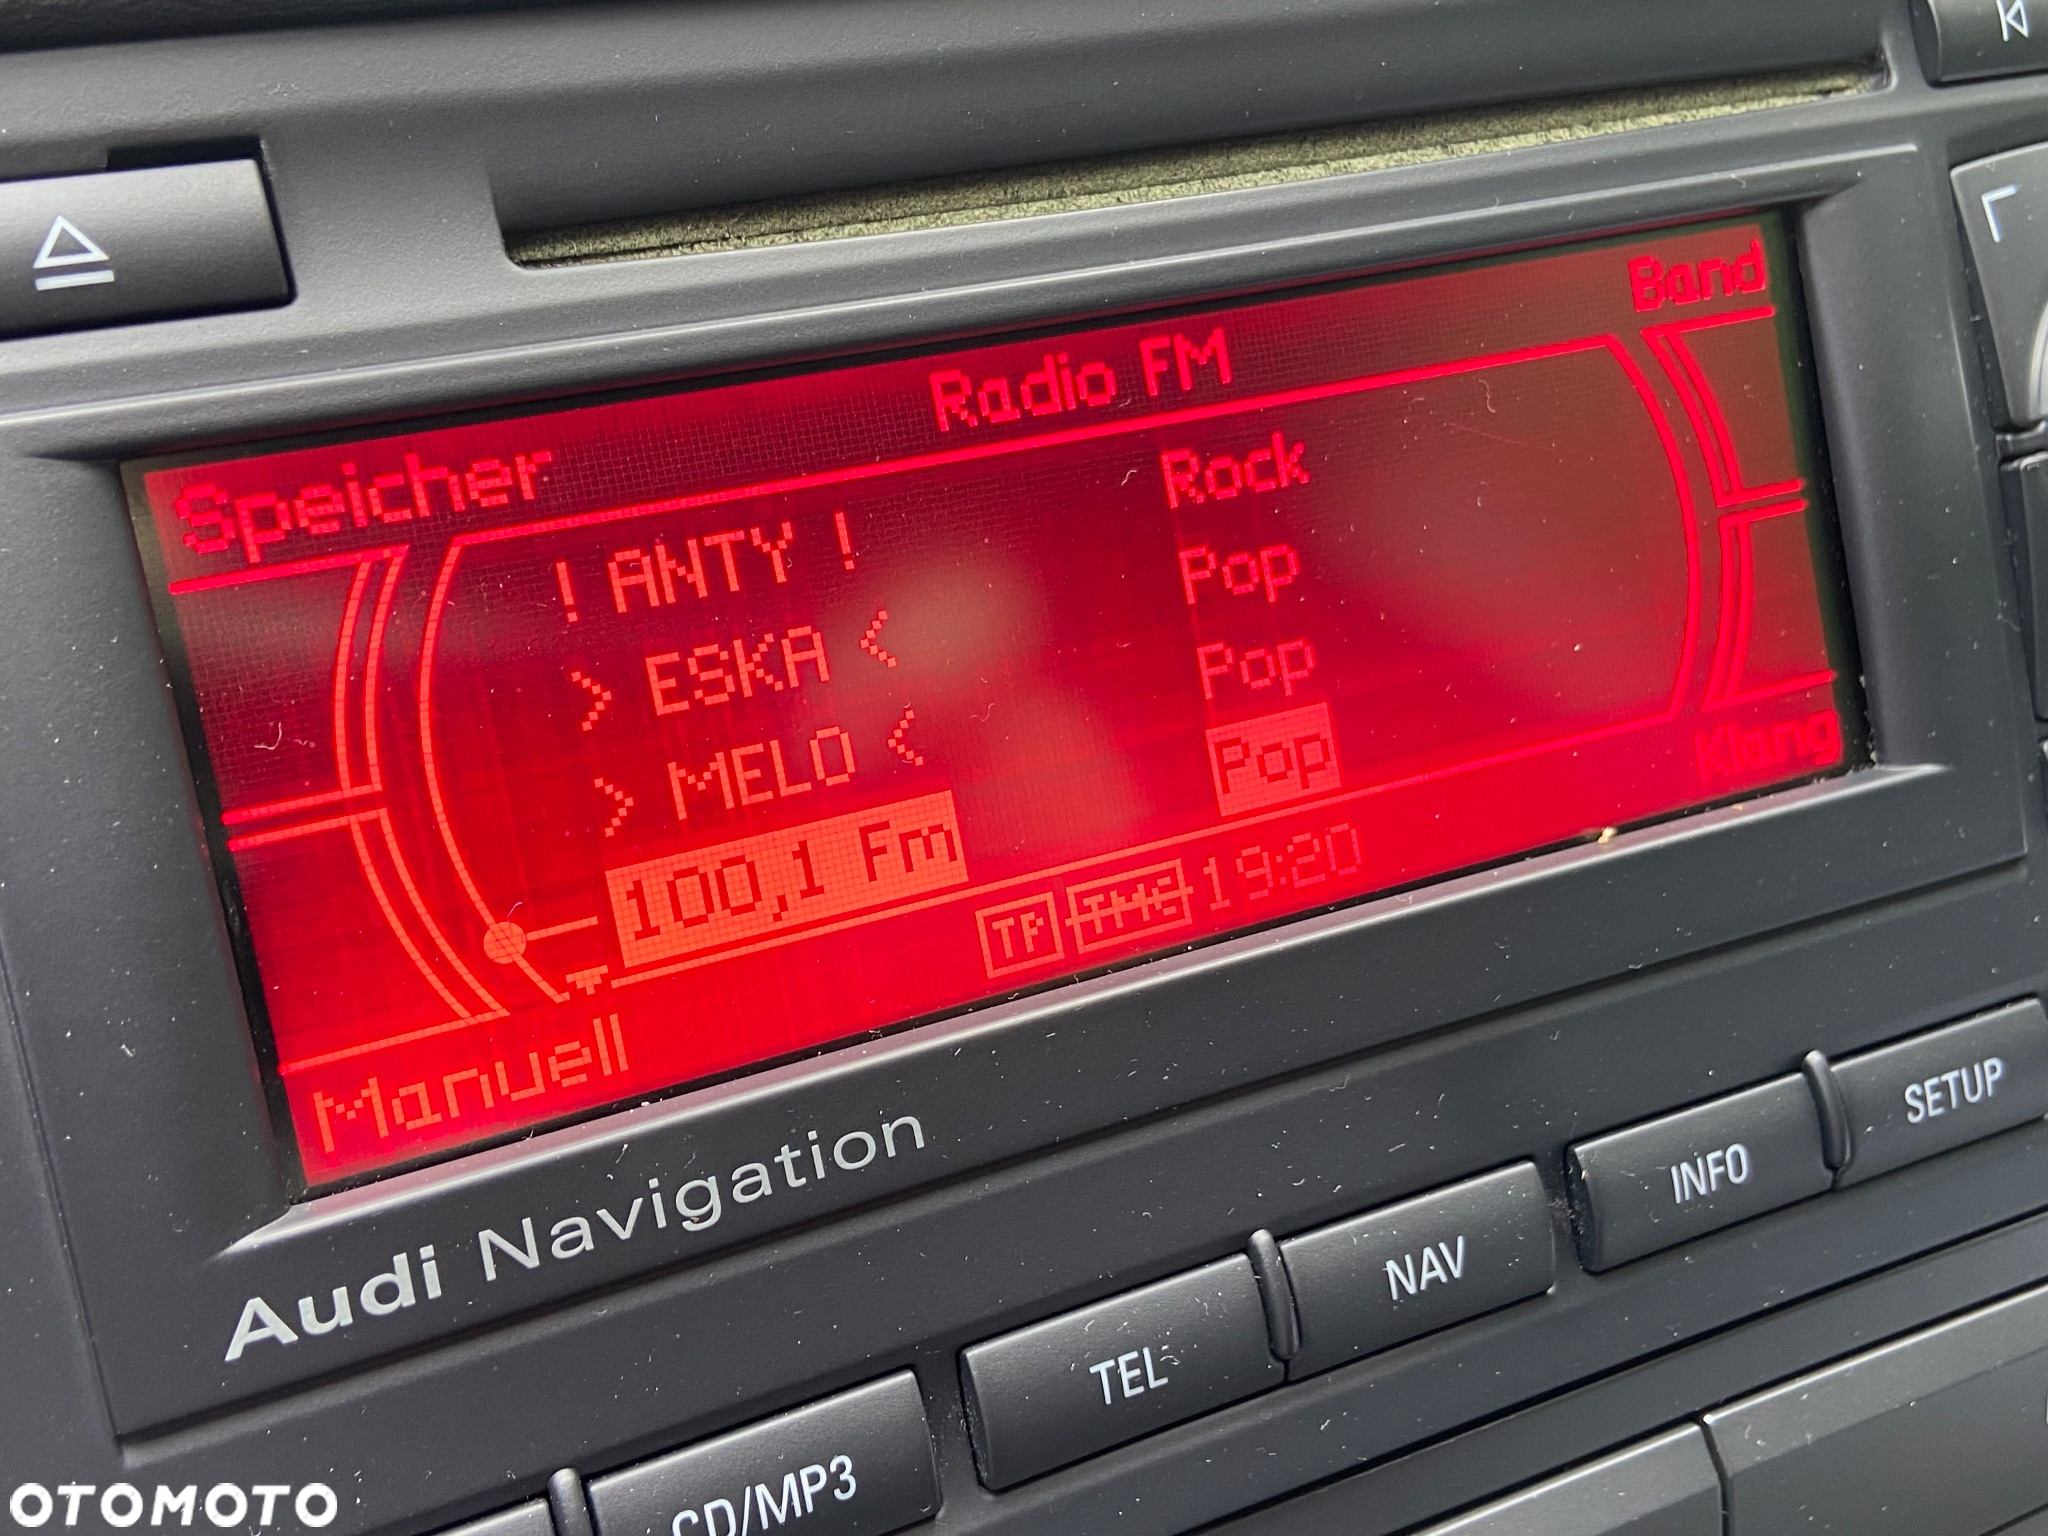 Band
Radio FM
Speicher
! ANTY ! Rock
> ESKA < Pop
> MELO < Pop
100,1 Fm Pop
Klang
TP TMC 19:20
Manuell
Audi Navigation
CD/MP3 TEL NAV INFO SETUP
OTOMOTO